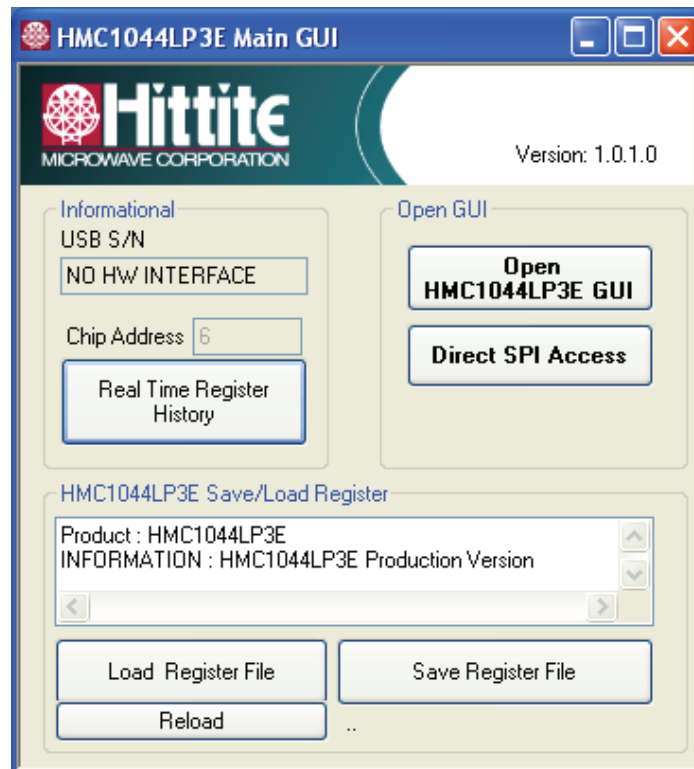 HMC1044LP3E Main GUI
Hittite
MICROWAVE CORPORATION
Version: 1.0.1.0
Informational
USB S/N
NO HW INTERFACE
Chip Address 6
Real Time Register
History
Open GUI
Open
HMC1044LP3E GUI
Direct SPI Access
HMC1044LP3E Save/Load Register
Product : HMC1044LP3E
INFORMATION : HMC1044LP3E Production Version
Load Register File
Save Register File
Reload
..